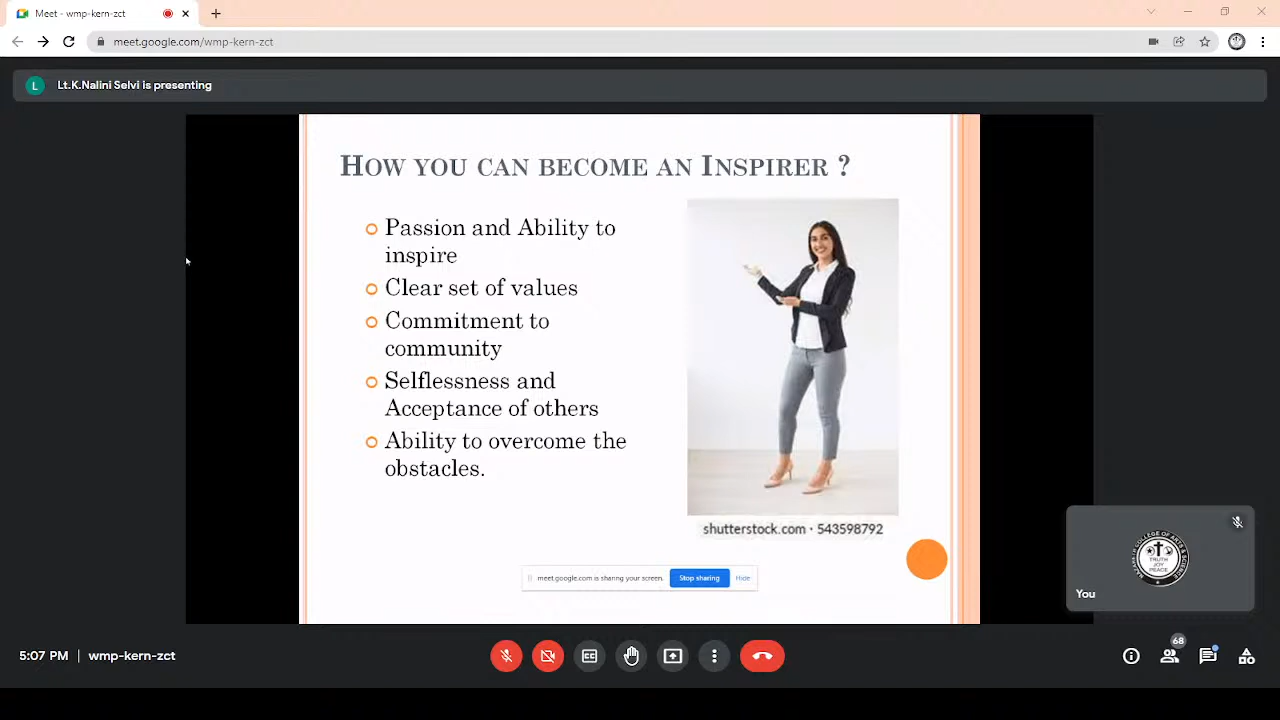 Meet - wmp-kern-zct
meet.google.com/wmp-kern-zct
L
Lt.K.Nalini Selvi is presenting
HOW YOU CAN BECOME AN INSPIRER ?
Passion and Ability to
inspire
Clear set of values
Commitment to
community
Selflessness and
Acceptance of others
Ability to overcome the
obstacles.
shutterstock.com · 543598792
meet.google.com is sharing your screen.
Stop sharing
Hide
TRUTH
JOY
PEACE
You
5:07 PM | wmp-kern-zct
68